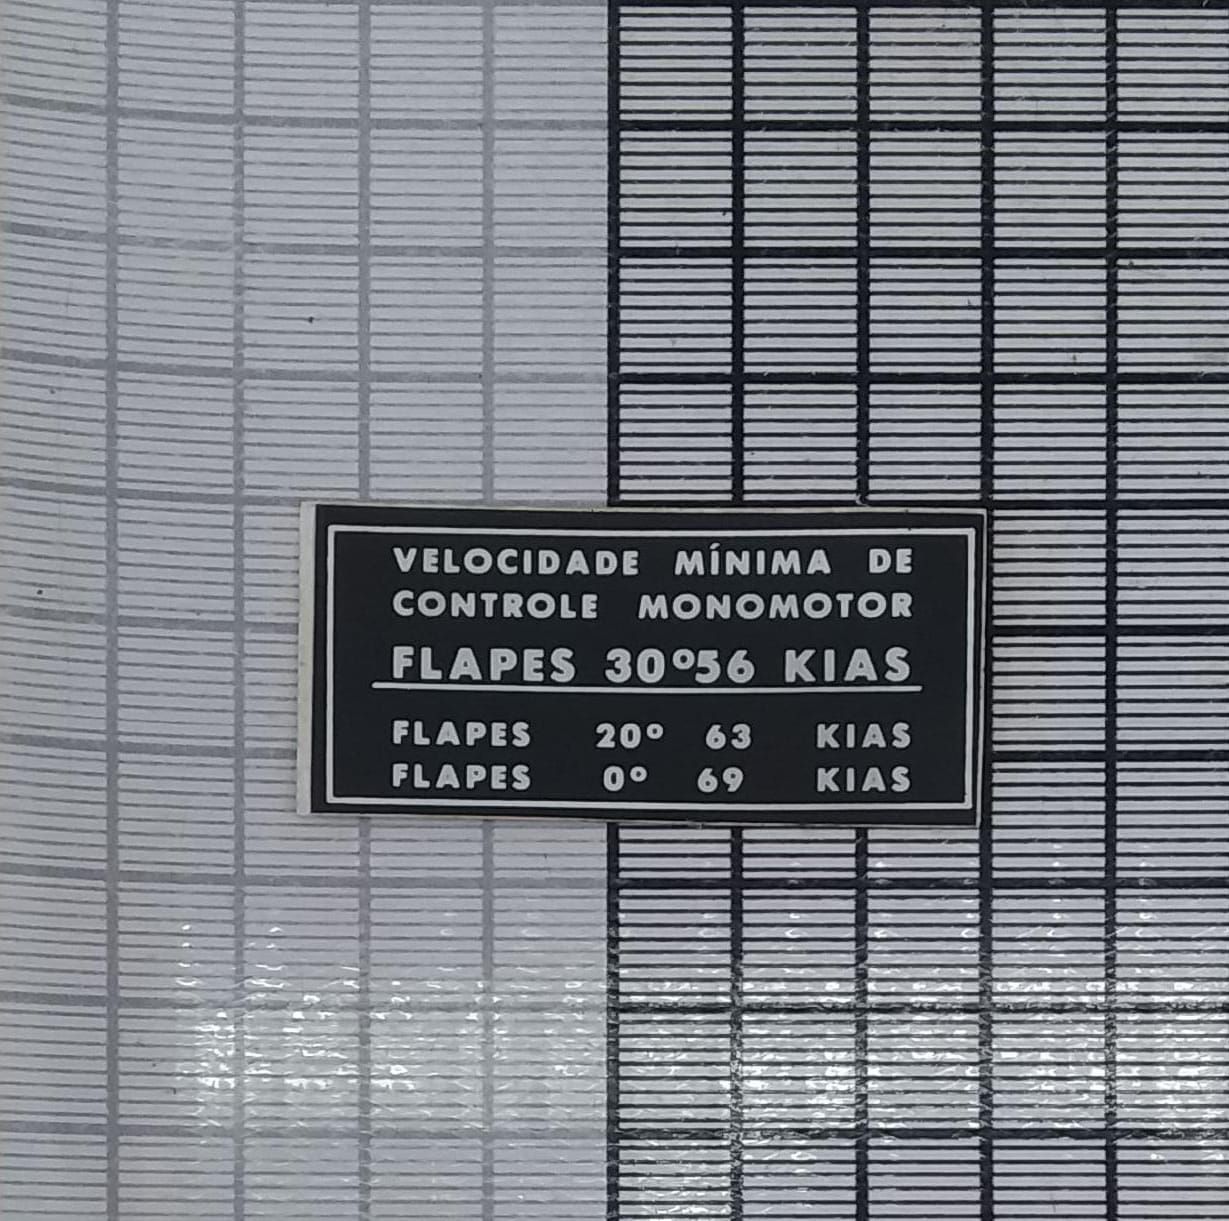 VELOCIDADE MÍNIMA DE
CONTROLE MONOMOTOR
FLAPES 30º56 KIAS
FLAPES 20º 63 KIAS
FLAPES 0º 69 KIAS